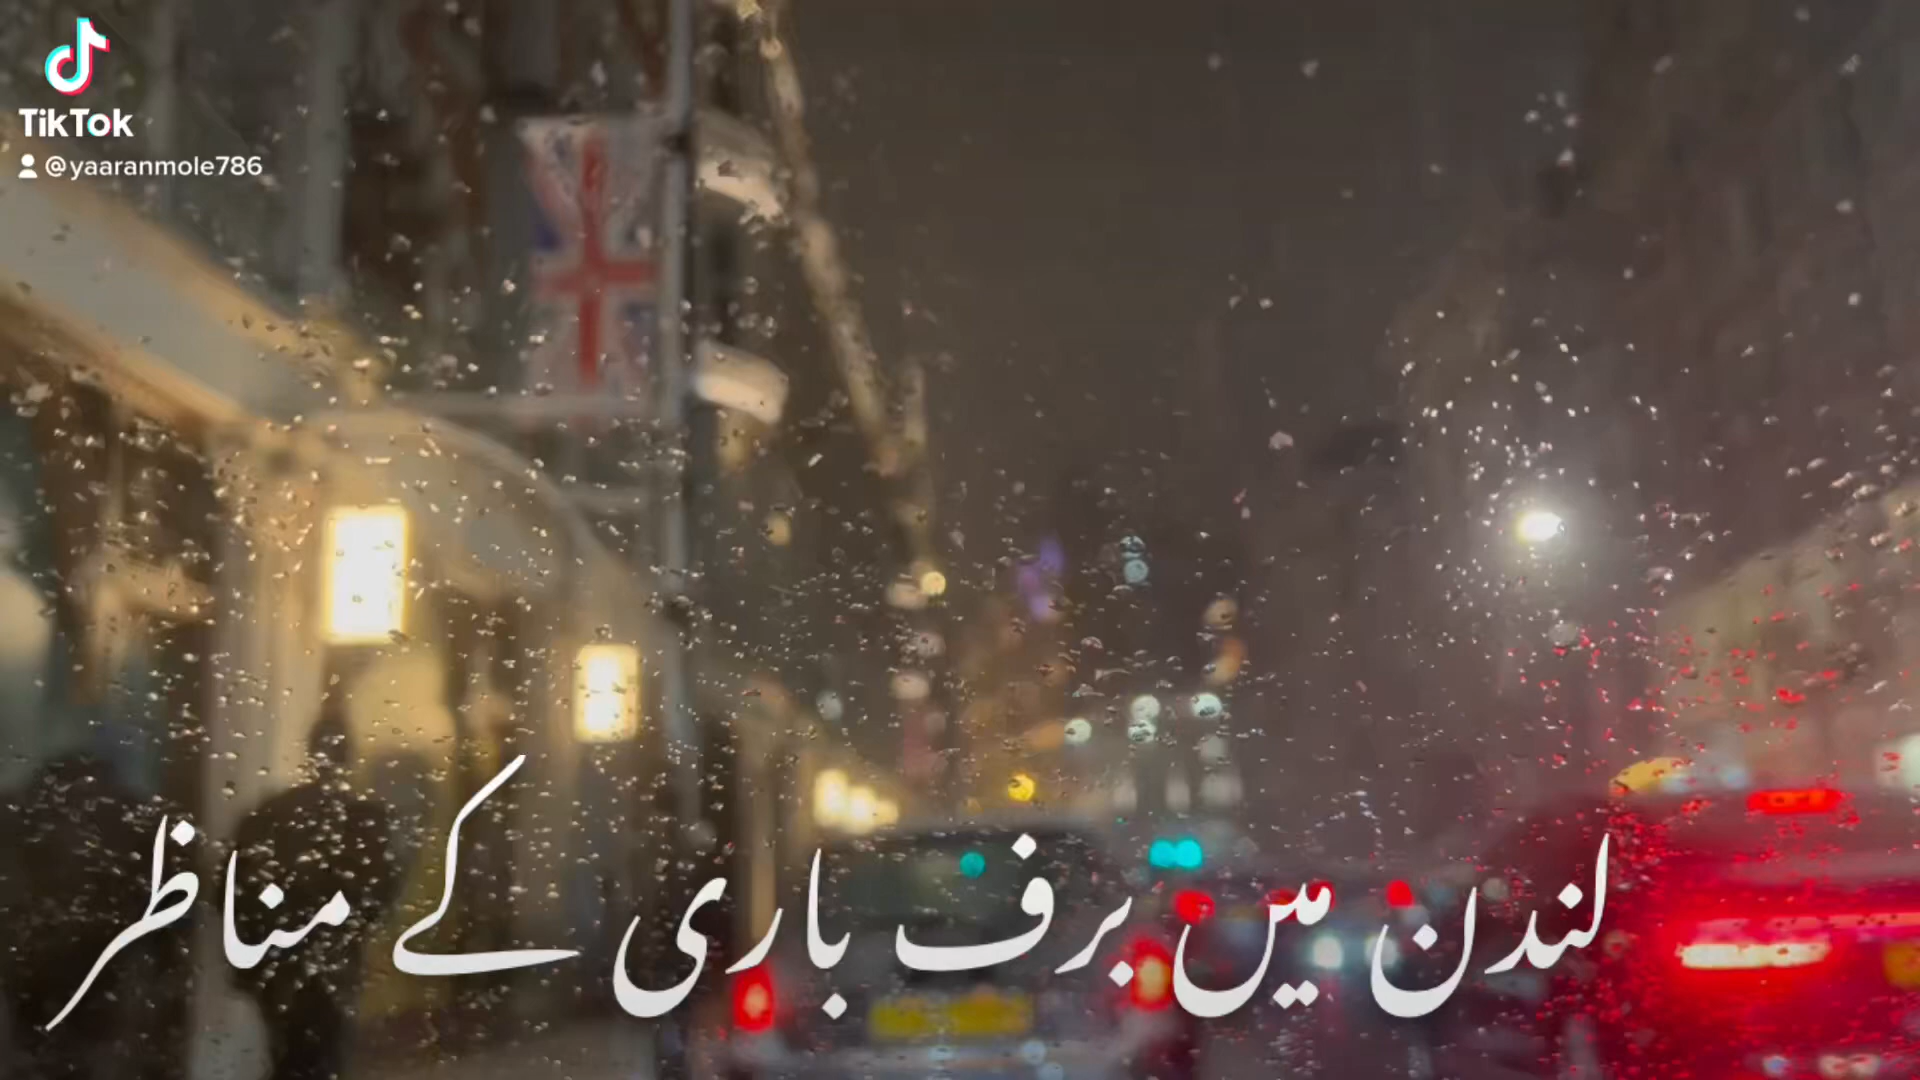 TikTok
@yaaranmole786
لندن میں برف باری کے مناظر